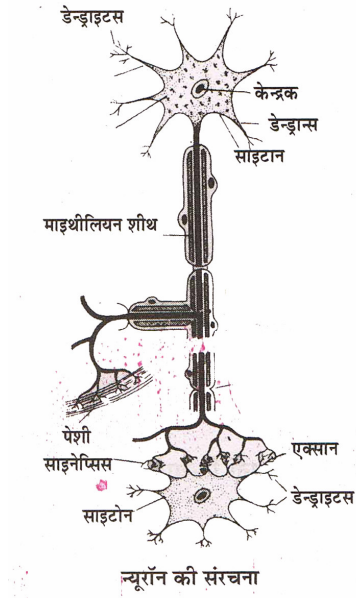 डेन्ड्राइटस
केन्द्रक
डेन्ड्रान्स
साइटान
माइथीलियन शीथ
पेशी
साइनेप्सिस
एक्सान
साइटोन
डेन्ड्राइटस
न्यूरॉन की संरचना